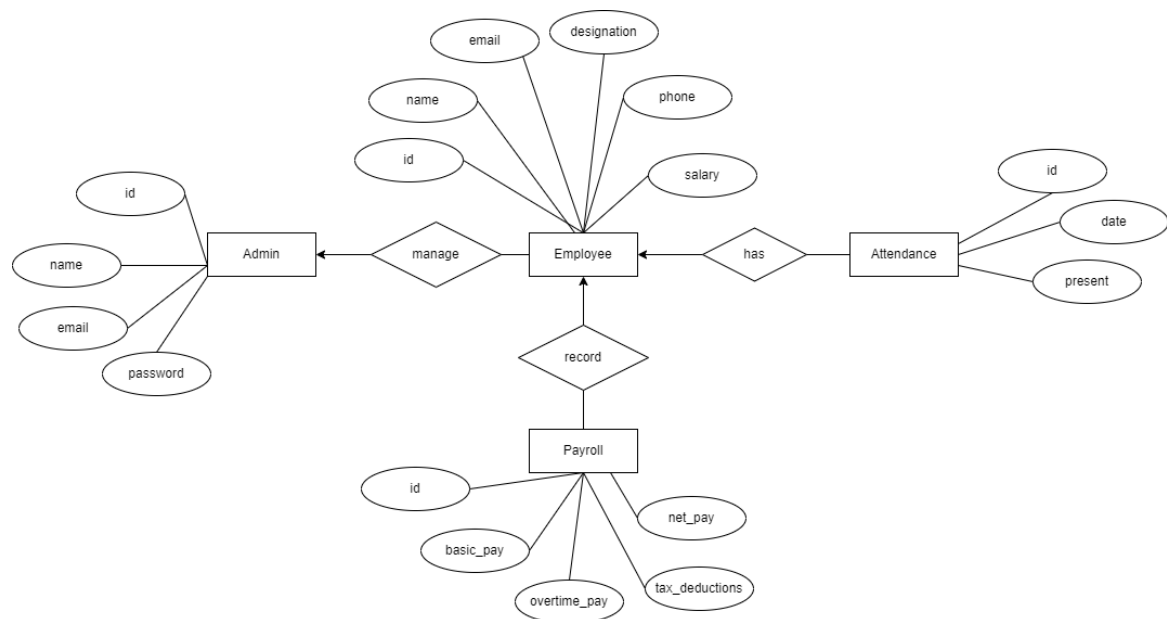 designation
email
phone
name
id
salary
id
id
date
Admin
manage
Employee
has
Attendance
name
present
email
record
password
Payroll
id
net_pay
basic_pay
tax_deductions
overtime_pay